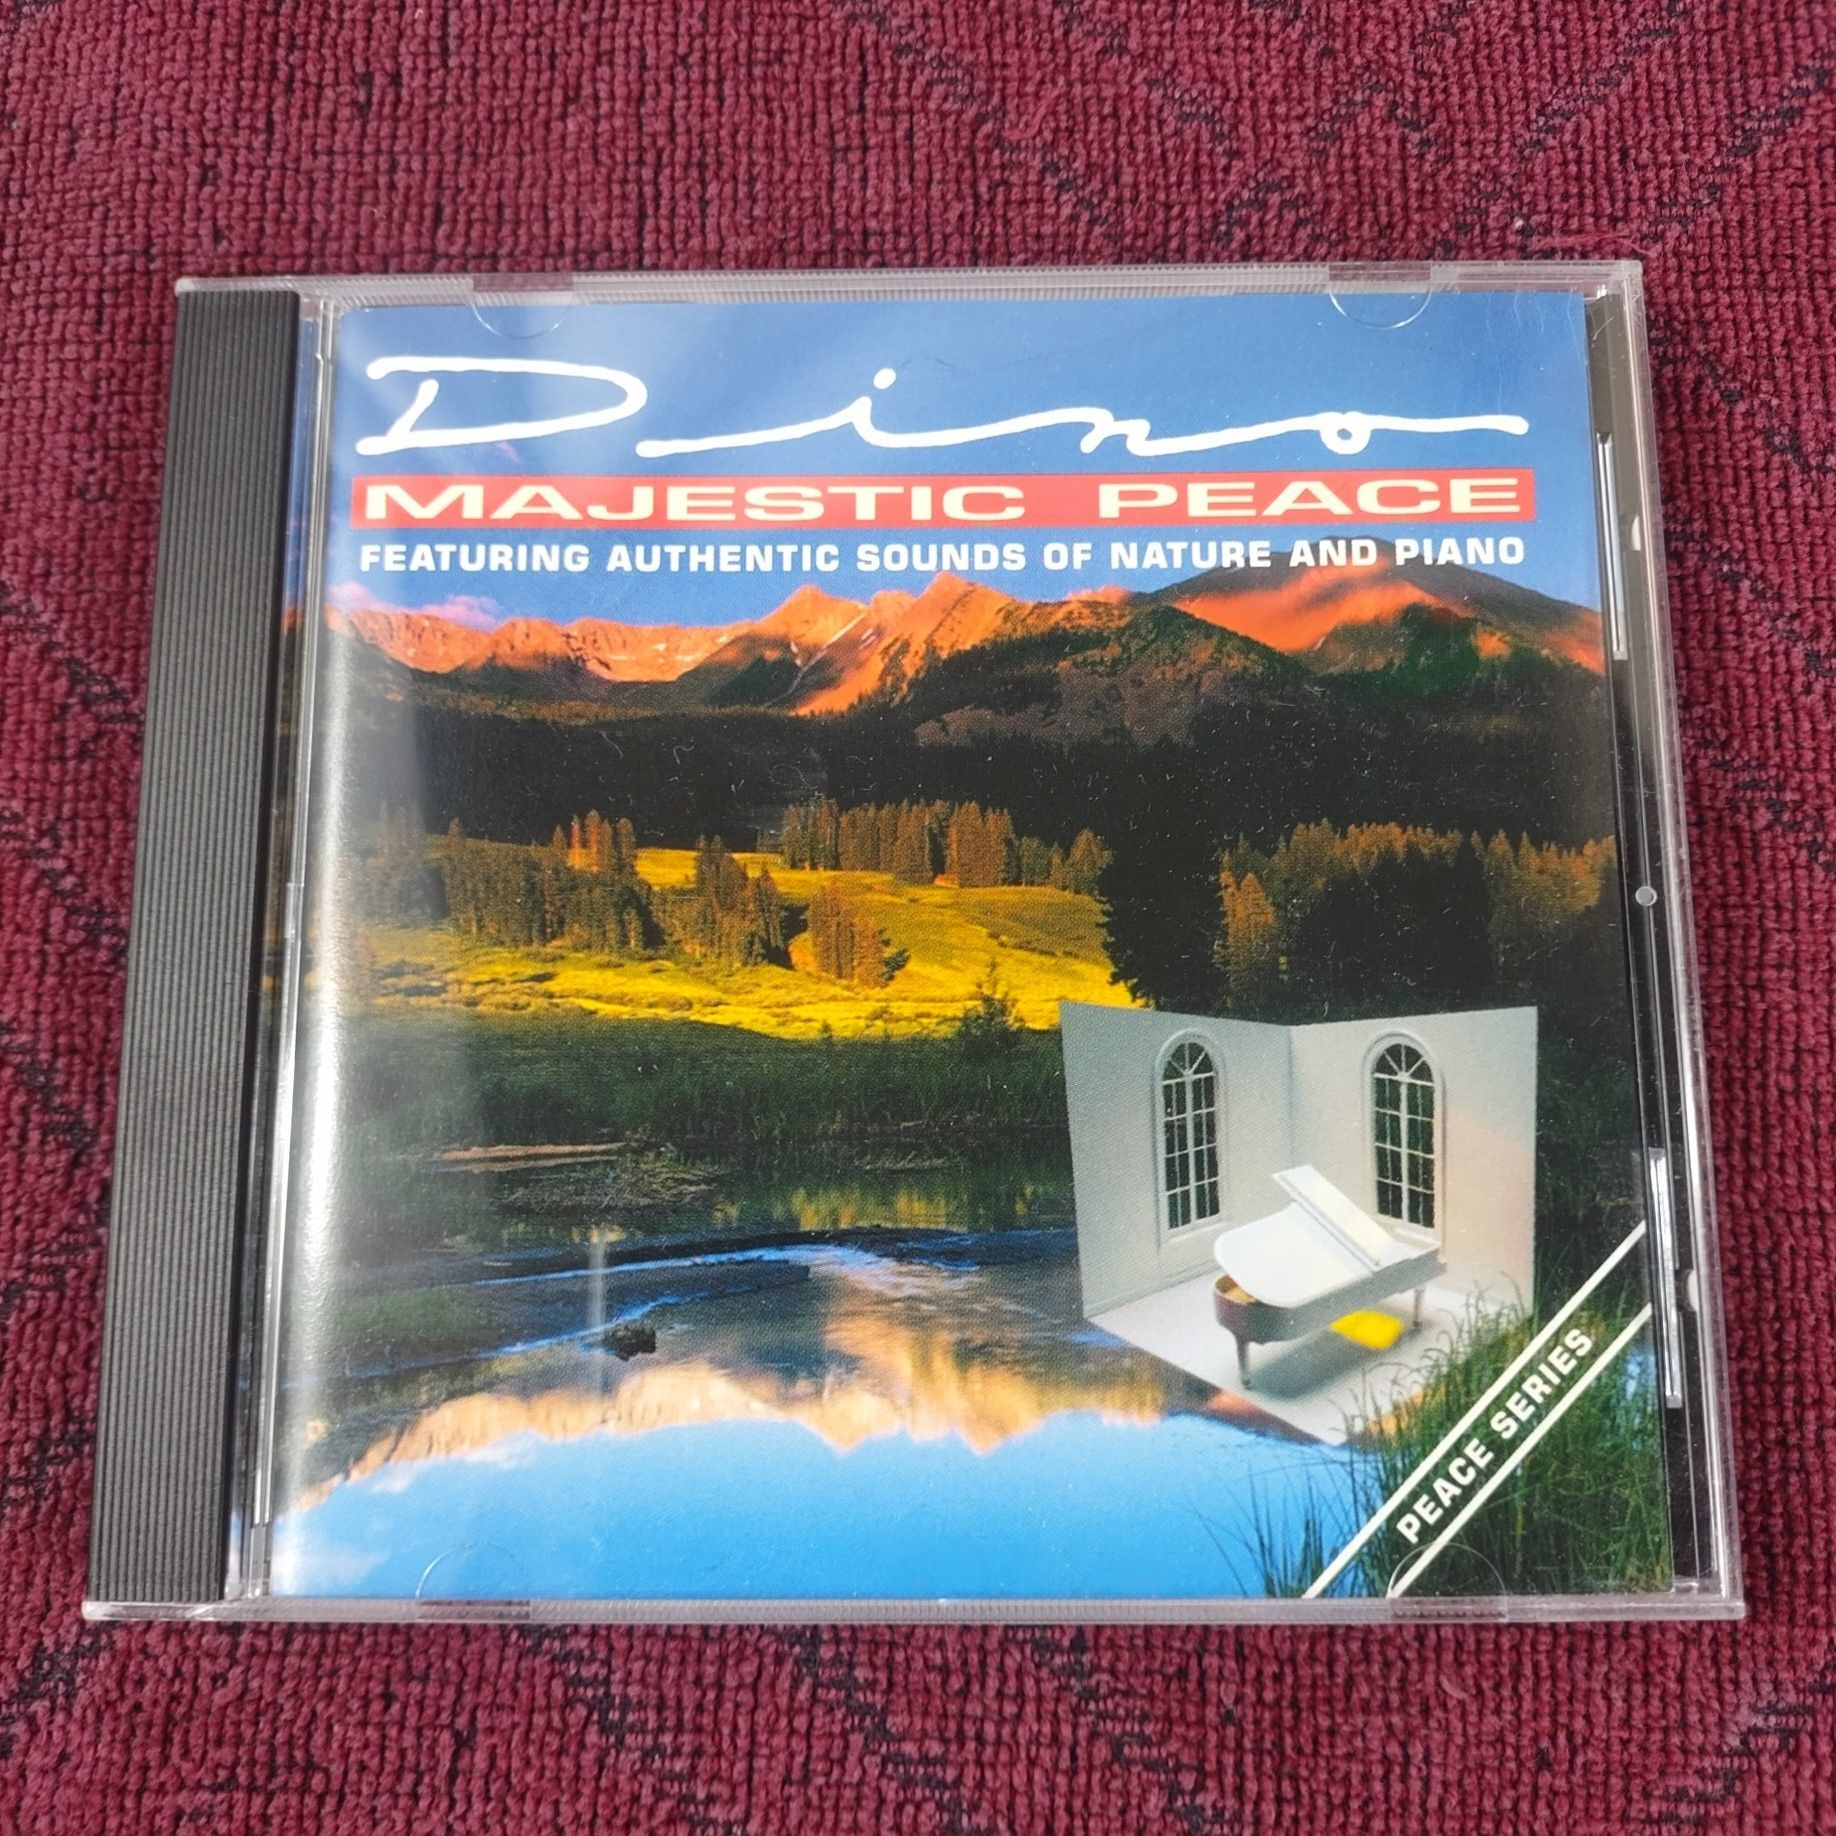 Dino
MAJESTIC PEACE
FEATURING AUTHENTIC SOUNDS OF NATURE AND PIANO
PEACE SERIES